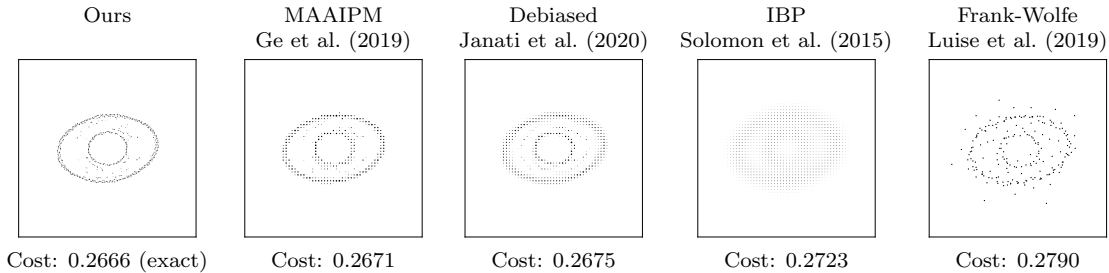 Ours
MAAIPM
Ge et al. (2019)
Debiased
Janati et al. (2020)
IBP
Solomon et al. (2015)
Frank-Wolfe
Luise et al. (2019)
Cost: 0.2666 (exact)
Cost: 0.2671
Cost: 0.2675
Cost: 0.2723
Cost: 0.2790